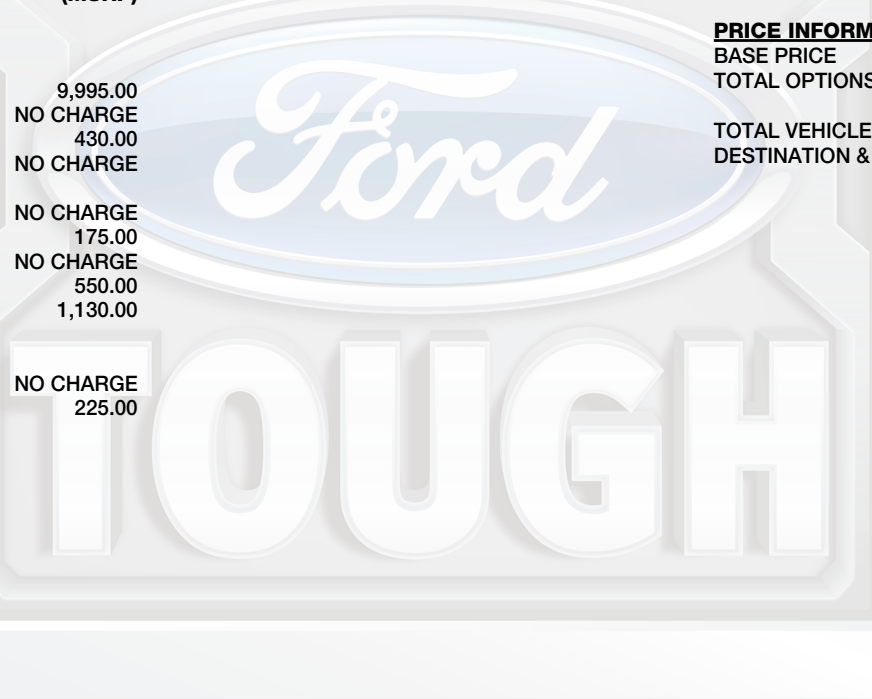 9,995.00
NO CHARGE
430.00
NO CHARGE
NO CHARGE
175.00
NO CHARGE
550.00
1,130.00
NO CHARGE
225.00
PRICE INFORM
BASE PRICE
TOTAL OPTIONS
TOTAL VEHICLE
DESTINATION &
Ford
TOUGH